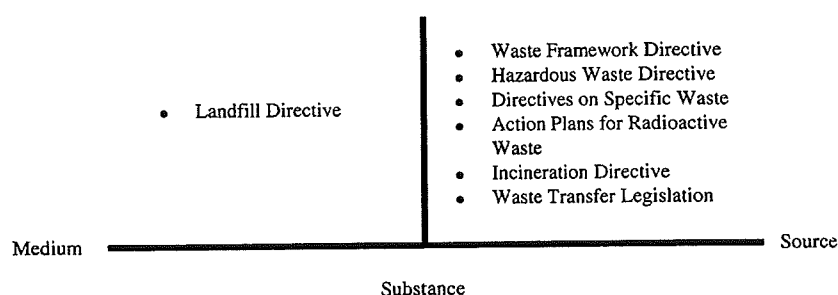 • Landfill Directive
• Waste Framework Directive
• Hazardous Waste Directive
• Directives on Specific Waste
• Action Plans for Radioactive
Waste
• Incineration Directive
• Waste Transfer Legislation
Medium
Source
Substance